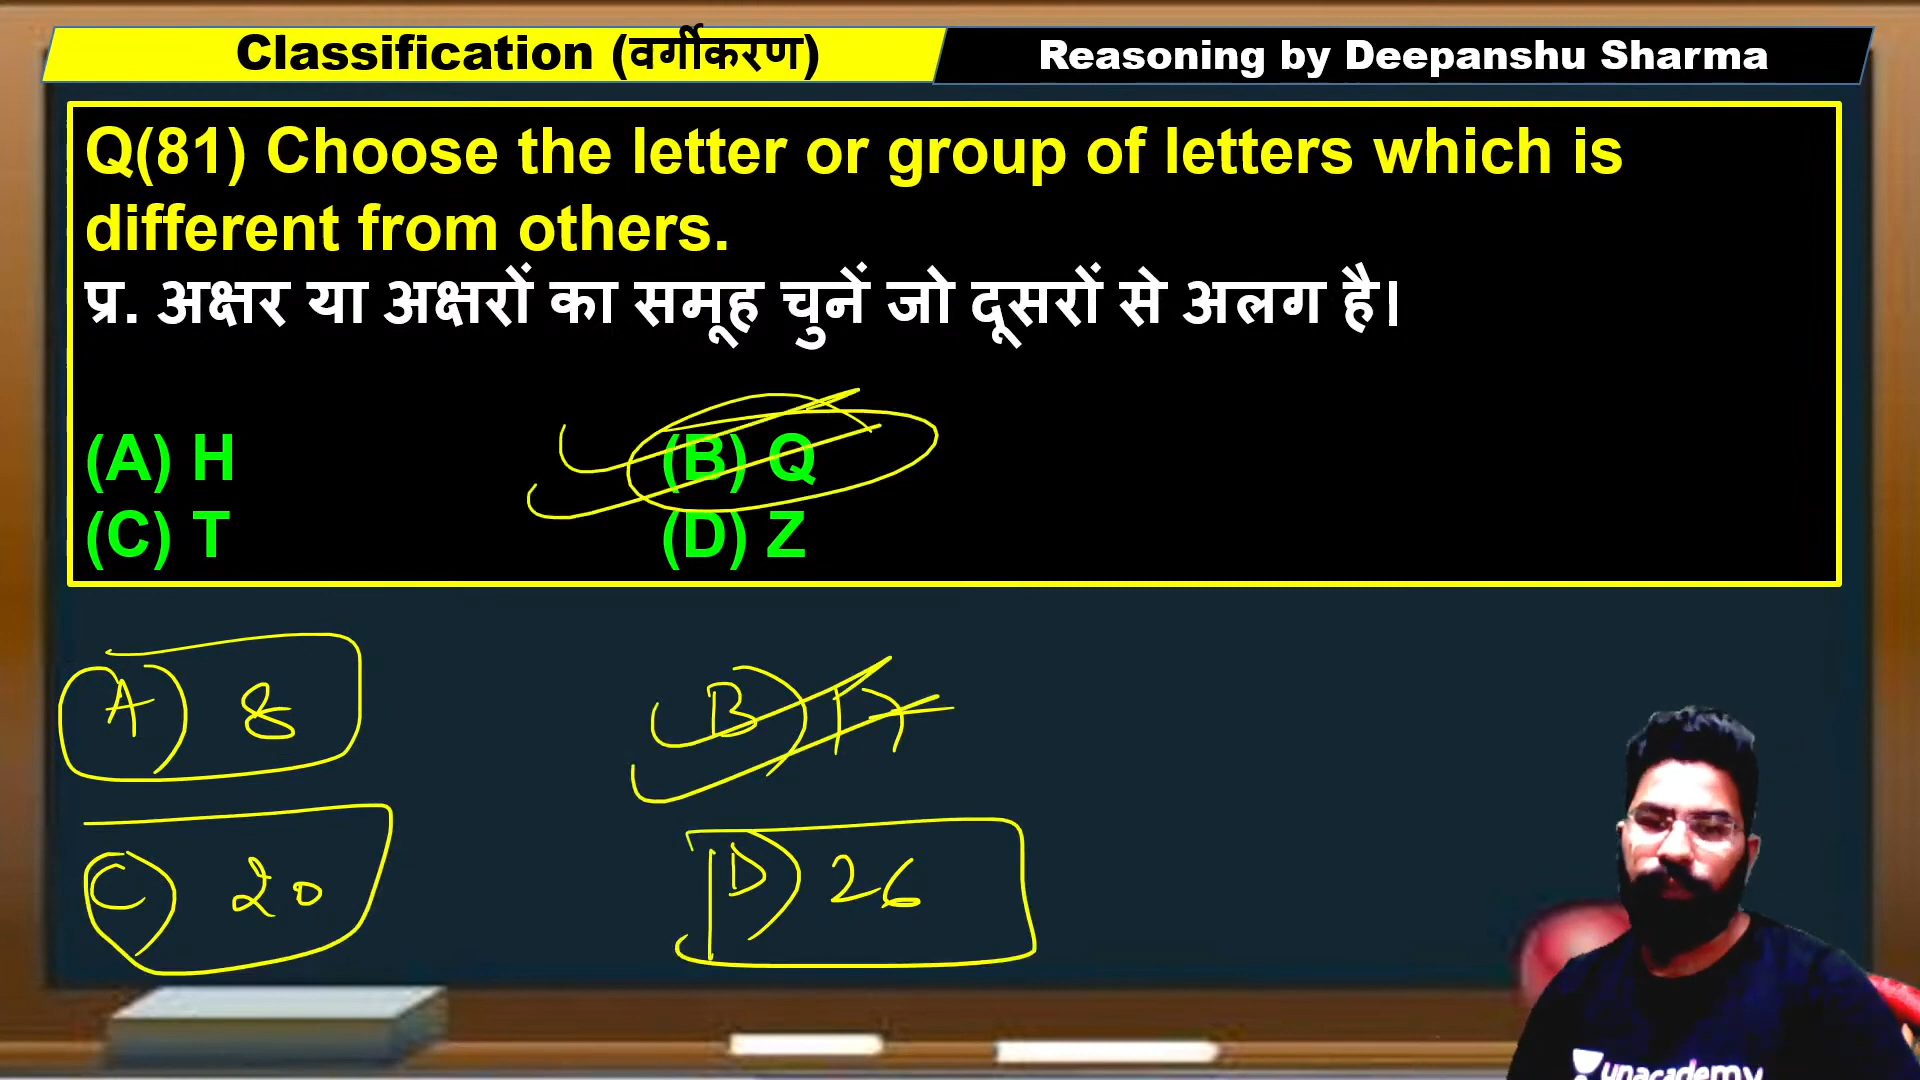 Classification (वर्गीकरण)
Reasoning by Deepanshu Sharma
Q(81) Choose the letter or group of letters which is
different from others.
प्र. अक्षर या अक्षरों का समूह चुनें जो दूसरों से अलग है।
(A) H (B) Q
(C) T (D) Z
A) 8 B) 17
C) 20 D) 26
unacademy